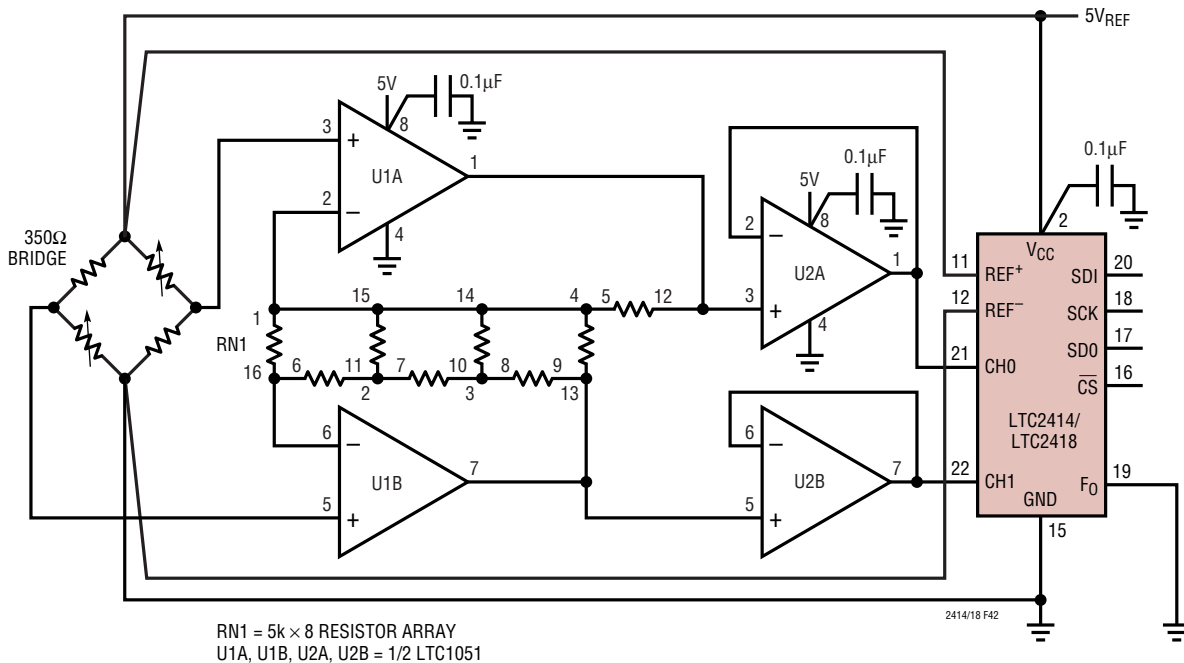 5VREF
5V
0.1µF
8
3
+
U1A
1
2
–
4
350Ω
BRIDGE
5V
0.1µF
8
2
–
U2A
1
3
+
4
0.1µF
2
VCC
11
REF+
SDI
20
12
REF–
SCK
18
SD0
17
21
CH0
CS
16
LTC2414/
LTC2418
22
CH1
FO
19
GND
15
1
15
14
4
5
12
RN1
16
6
11
7
10
8
9
2
3
13
6
–
U1B
7
5
+
6
–
U2B
7
5
+
2414/18 F42
RN1 = 5k × 8 RESISTOR ARRAY
U1A, U1B, U2A, U2B = 1/2 LTC1051